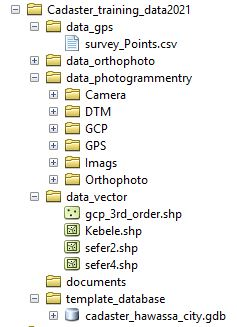 Cadaster_training_data2021
data_gps
survey_Points.csv
data_orthophoto
data_photogrammentry
Camera
DTM
GCP
GPS
Imags
Orthophoto
data_vector
gcp_3rd_order.shp
Kebele.shp
sefer2.shp
sefer4.shp
documents
template_database
cadaster_hawassa_city.gdb